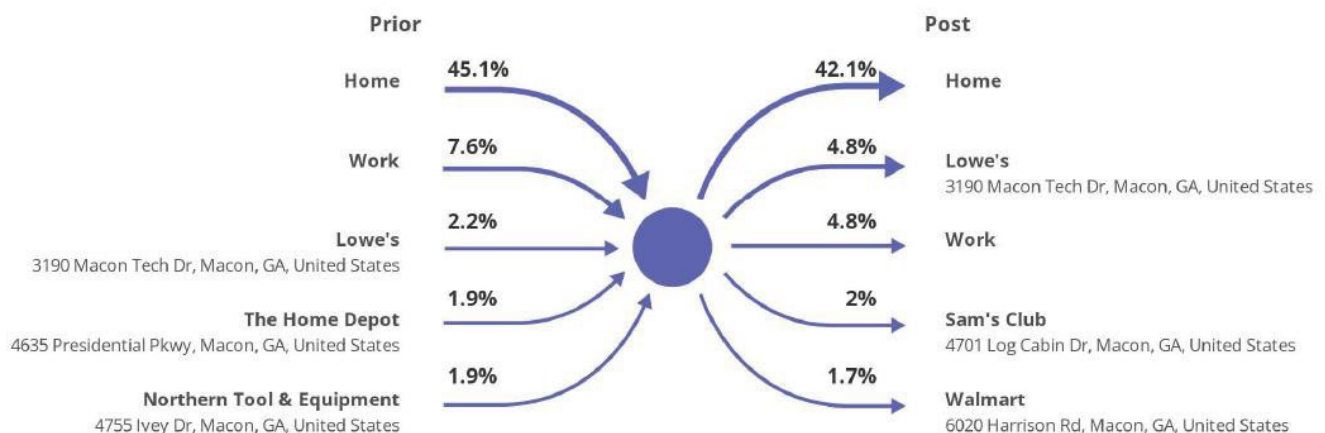 Prior
Post
Home
45.1%
42.1%
Home
Work
7.6%
4.8%
Lowe's
3190 Macon Tech Dr, Macon, GA, United States
Lowe's
3190 Macon Tech Dr, Macon, GA, United States
2.2%
4.8%
Work
The Home Depot
4635 Presidential Pkwy, Macon, GA, United States
1.9%
2%
Sam's Club
4701 Log Cabin Dr, Macon, GA, United States
Northern Tool & Equipment
4755 Ivey Dr, Macon, GA, United States
1.9%
1.7%
Walmart
6020 Harrison Rd, Macon, GA, United States